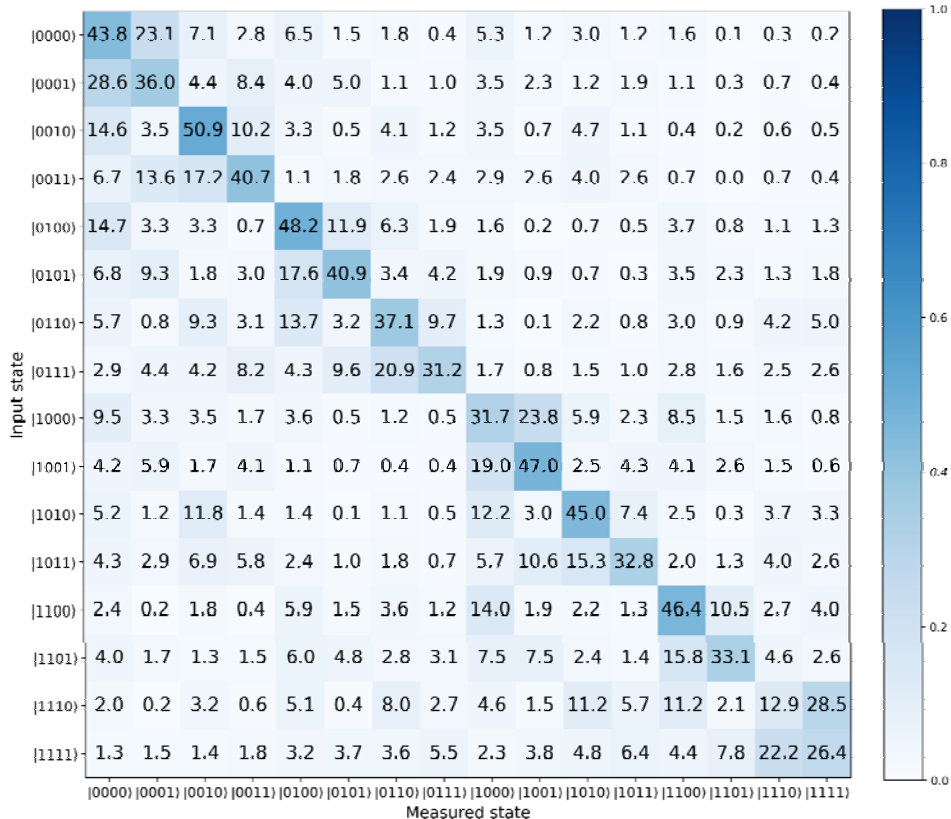 1.0
|0000⟩ 43.8 23.1 7.1 2.8 6.5 1.5 1.8 0.4 5.3 1.2 3.0 1.2 1.6 0.1 0.3 0.2
|0001⟩ 28.6 36.0 4.4 8.4 4.0 5.0 1.1 1.0 3.5 2.3 1.2 1.9 1.1 0.3 0.7 0.4
|0010⟩ 14.6 3.5 50.9 10.2 3.3 0.5 4.1 1.2 3.5 0.7 4.7 1.1 0.4 0.2 0.6 0.5
0.8
|0011⟩ 6.7 13.6 17.2 40.7 1.1 1.8 2.6 2.4 2.9 2.6 4.0 2.6 0.7 0.0 0.7 0.4
|0100⟩ 14.7 3.3 3.3 0.7 48.2 11.9 6.3 1.9 1.6 0.2 0.7 0.5 3.7 0.8 1.1 1.3
|0101⟩ 6.8 9.3 1.8 3.0 17.6 40.9 3.4 4.2 1.9 0.9 0.7 0.3 3.5 2.3 1.3 1.8
0.6
|0110⟩ 5.7 0.8 9.3 3.1 13.7 3.2 37.1 9.7 1.3 0.1 2.2 0.8 3.0 0.9 4.2 5.0
|0111⟩ 2.9 4.4 4.2 8.2 4.3 9.6 20.9 31.2 1.7 0.8 1.5 1.0 2.8 1.6 2.5 2.6
Input state
|1000⟩ 9.5 3.3 3.5 1.7 3.6 0.5 1.2 0.5 31.7 23.8 5.9 2.3 8.5 1.5 1.6 0.8
|1001⟩ 4.2 5.9 1.7 4.1 1.1 0.7 0.4 0.4 19.0 47.0 2.5 4.3 4.1 2.6 1.5 0.6
0.4
|1010⟩ 5.2 1.2 11.8 1.4 1.4 0.1 1.1 0.5 12.2 3.0 45.0 7.4 2.5 0.3 3.7 3.3
|1011⟩ 4.3 2.9 6.9 5.8 2.4 1.0 1.8 0.7 5.7 10.6 15.3 32.8 2.0 1.3 4.0 2.6
|1100⟩ 2.4 0.2 1.8 0.4 5.9 1.5 3.6 1.2 14.0 1.9 2.2 1.3 46.4 10.5 2.7 4.0
0.2
|1101⟩ 4.0 1.7 1.3 1.5 6.0 4.8 2.8 3.1 7.5 7.5 2.4 1.4 15.8 33.1 4.6 2.6
|1110⟩ 2.0 0.2 3.2 0.6 5.1 0.4 8.0 2.7 4.6 1.5 11.2 5.7 11.2 2.1 12.9 28.5
|1111⟩ 1.3 1.5 1.4 1.8 3.2 3.7 3.6 5.5 2.3 3.8 4.8 6.4 4.4 7.8 22.2 26.4
0.0
|0000⟩ |0001⟩ |0010⟩ |0011⟩ |0100⟩ |0101⟩ |0110⟩ |0111⟩ |1000⟩ |1001⟩ |1010⟩ |1011⟩ |1100⟩ |1101⟩ |1110⟩ |1111⟩
Measured state